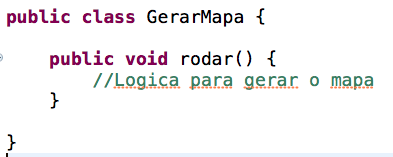 public class GerarMapa {
public void rodar() {
//Logica para gerar o mapa
}
}